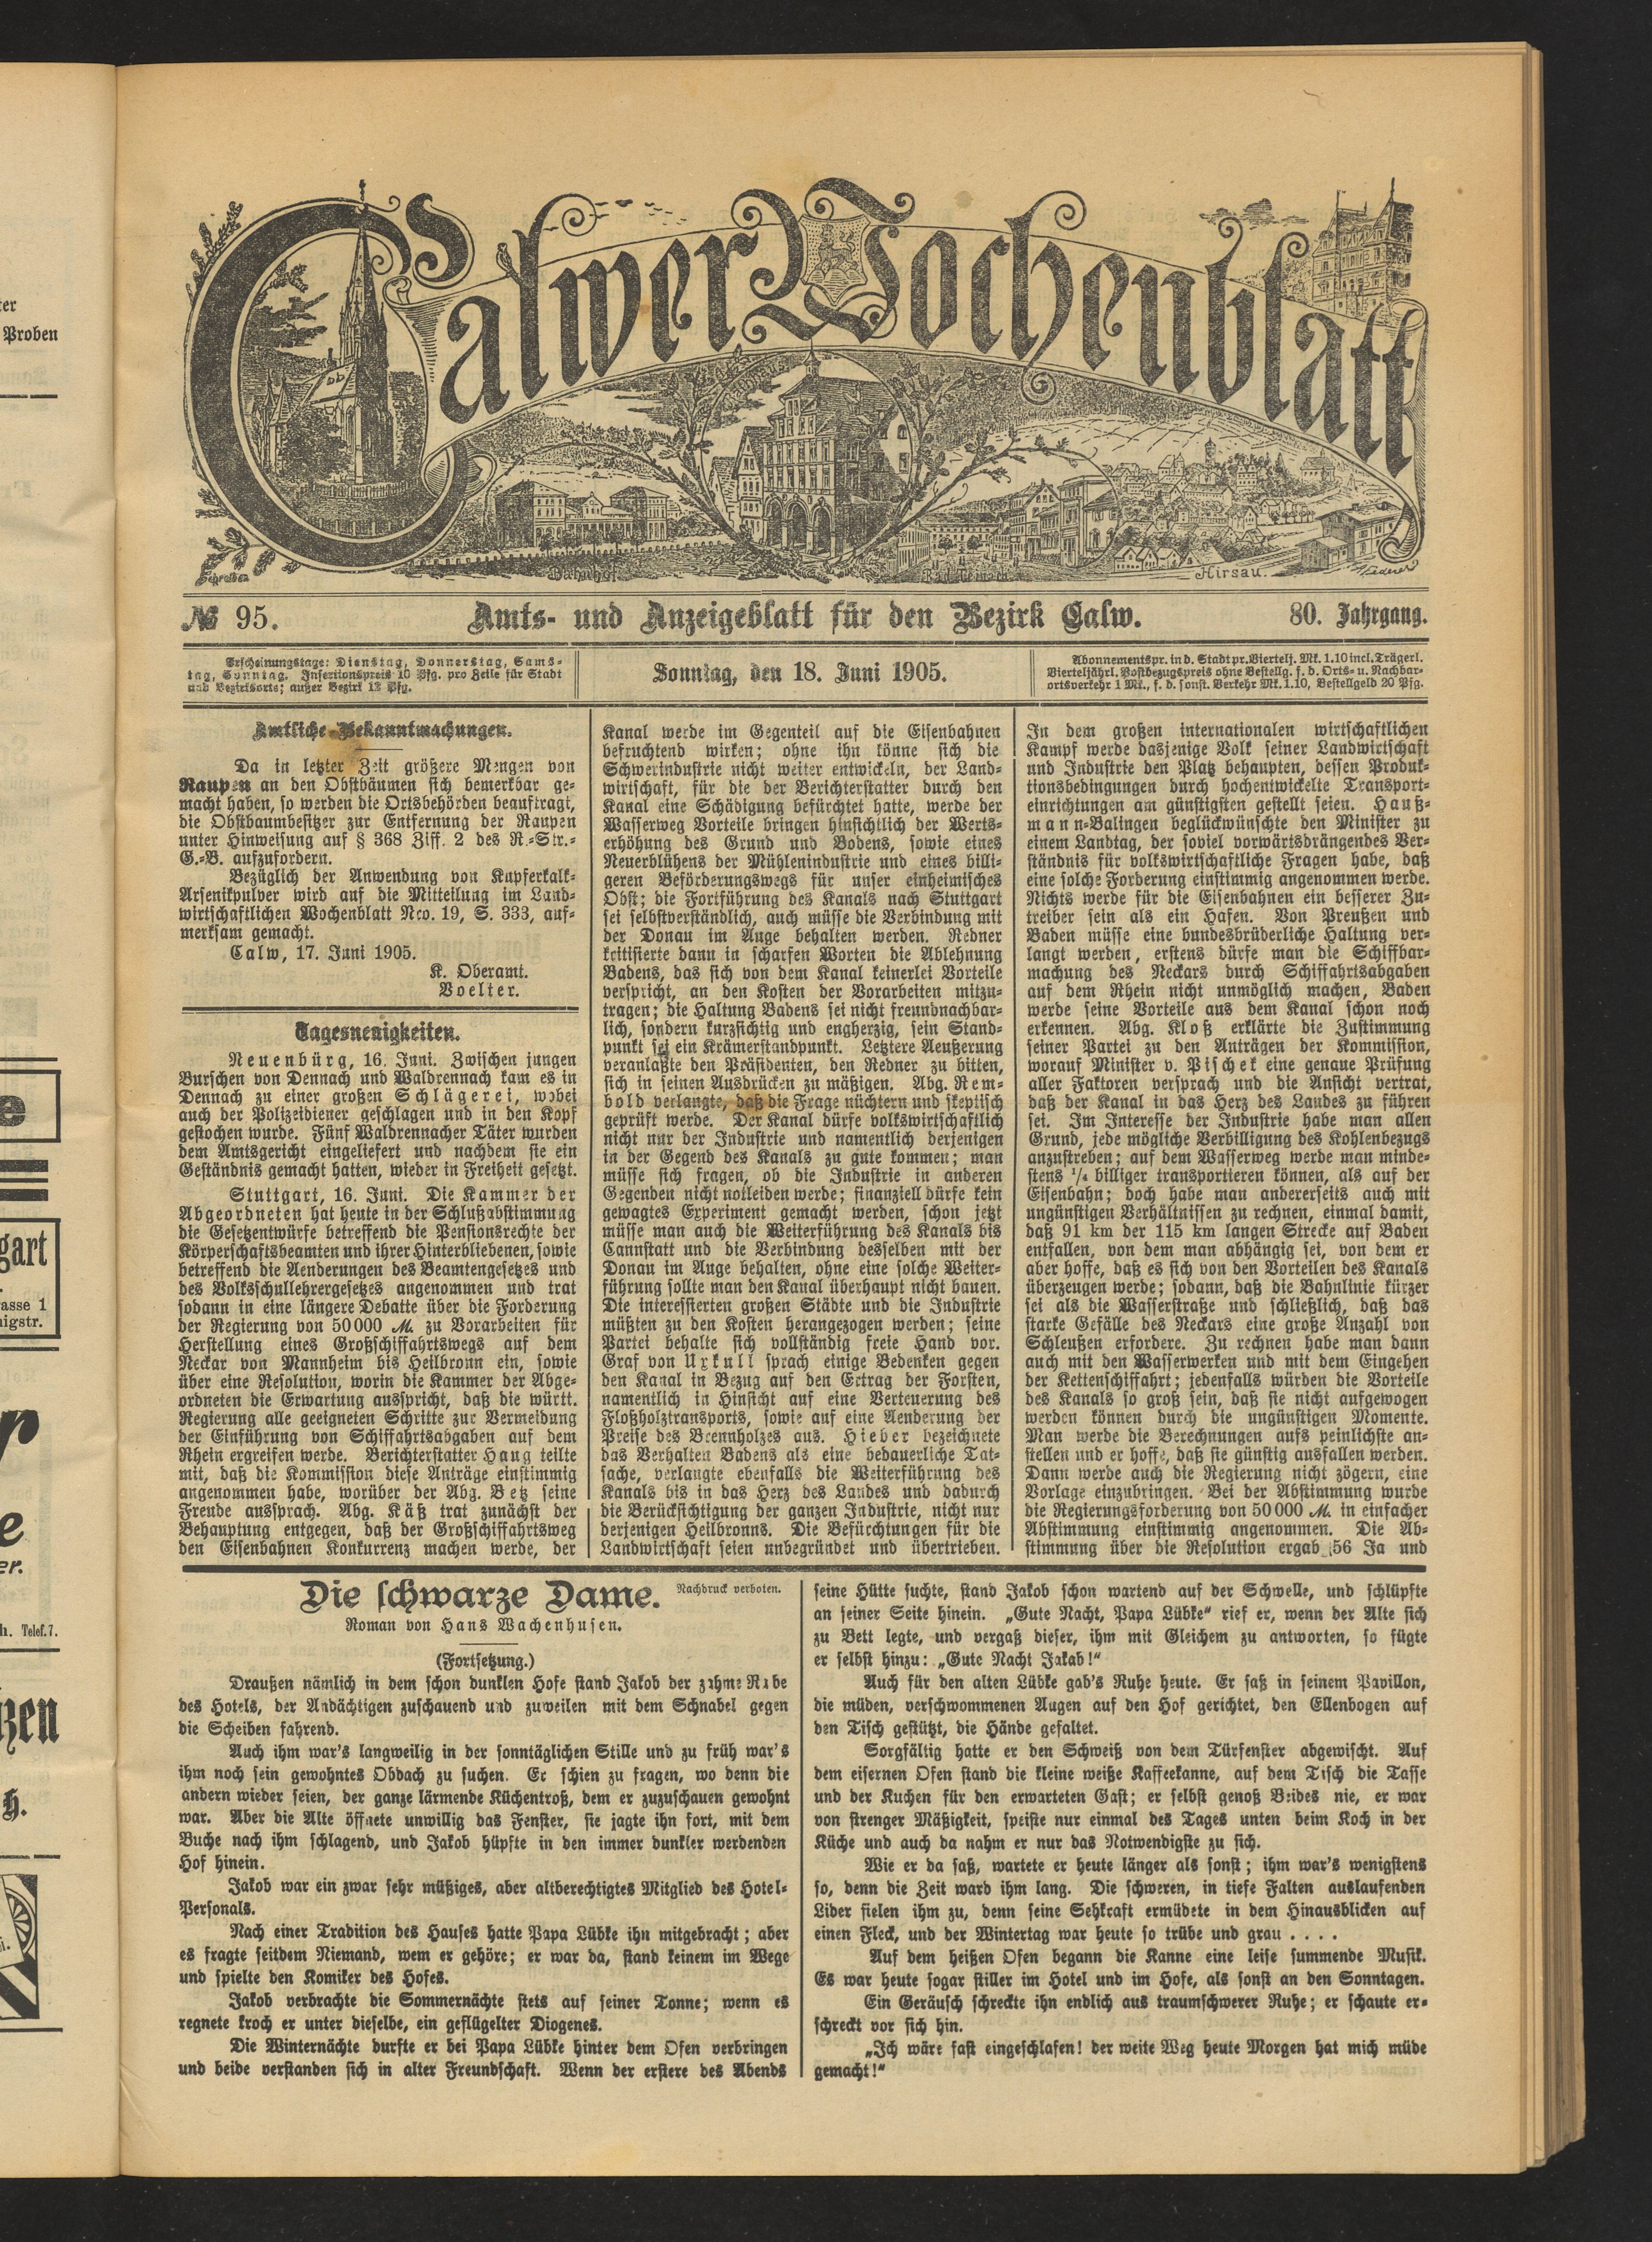 Calwer Wochenblatt
Bahnhof
Hirsau.
№ 95.
Amts- und Anzeigeblatt für den Bezirk Calw.
80. Jahrgang.
Erscheinungstage: Dienstag, Donnerstag, Sams-
tag, Sonntag. Insertionspreis 10 Pfg. pro Zeile für Stadt
und Bezirksorte; außer Bezirk 12 Pfg.
Sonntag, den 18. Juni 1905.
Abonnementspr. in d. Stadt pr. Viertelj. Mk. 1.10 incl. Trägerl.
Vierteljährl. Postbezugspreis ohne Bestellg. f. d. Orts- u. Nachbar-
ortsverkehr 1 Mk., f. d. sonst. Verkehr Mk. 1.10, Bestellgeld 20 Pfg.
Amtliche Bekanntmachungen.
Da in letzter Zeit größere Mengen von
Raupen an den Obstbäumen sich bemerkbar ge-
macht haben, so werden die Ortsbehörden beauftragt,
die Obstbaumbesitzer zur Entfernung der Raupen
unter Hinweisung auf § 368 Ziff. 2 des R.-Str.-
G.-B. aufzufordern.
Bezüglich der Anwendung von Kupferkalk-
Arsenikpulver wird auf die Mitteilung im Land-
wirtschaftlichen Wochenblatt Nro. 19, S. 333, auf-
merksam gemacht.
Calw, 17. Juni 1905.
K. Oberamt.
Voelter.
Tagesneuigkeiten.
Neuenbürg, 16. Juni. Zwischen jungen
Burschen von Dennach und Waldrennach kam es in
Dennach zu einer großen Schlägerei, wobei
auch der Polizeidiener geschlagen und in den Kopf
gestochen wurde. Fünf Waldrennacher Täter wurden
dem Amtsgericht eingeliefert und nachdem sie ein
Geständnis gemacht hatten, wieder in Freiheit gesetzt.
Stuttgart, 16. Juni. Die Kammer der
Abgeordneten hat heute in der Schlußabstimmung
die Gesetzentwürfe betreffend die Pensionsrechte der
Körperschaftsbeamten und ihrer Hinterbliebenen, sowie
betreffend die Aenderungen des Beamtengesetzes und
des Volksschullehrergesetzes angenommen und trat
sodann in eine längere Debatte über die Forderung
der Regierung von 50000 M. zu Vorarbeiten für
Herstellung eines Großschiffahrtswegs auf dem
Neckar von Mannheim bis Heilbronn ein, sowie
über eine Resolution, worin die Kammer der Abge-
ordneten die Erwartung ausspricht, daß die württ.
Regierung alle geeigneten Schritte zur Vermeidung
der Einführung von Schiffahrtsabgaben auf dem
Rhein ergreifen werde. Berichterstatter Haug teilte
mit, daß die Kommission diese Anträge einstimmig
angenommen habe, worüber der Abg. Betz seine
Freude aussprach. Abg. Käß trat zunächst der
Behauptung entgegen, daß der Großschiffahrtsweg
den Eisenbahnen Konkurrenz machen werde, der
Kanal werde im Gegenteil auf die Eisenbahnen
befruchtend wirken; ohne ihn könne sich die
Schwerindustrie nicht weiter entwickeln, der Land-
wirtschaft, für die der Berichterstatter durch den
Kanal eine Schädigung befürchtet hatte, werde der
Wasserweg Vorteile bringen hinsichtlich der Werts-
erhöhung des Grund und Bodens, sowie eines
Neuerblühens der Mühlenindustrie und eines billi-
geren Beförderungswegs für unser einheimisches
Obst; die Fortführung des Kanals nach Stuttgart
sei selbstverständlich, auch müsse die Verbindung mit
der Donau im Auge behalten werden. Redner
kritisierte dann in scharfen Worten die Ablehnung
Badens, das sich von dem Kanal keinerlei Vorteile
verspricht, an den Kosten der Vorarbeiten mitzu-
tragen; die Haltung Badens sei nicht freundnachbar-
lich, sondern kurzsichtig und engherzig, sein Stand-
punkt sei ein Krämerstandpunkt. Letztere Aeußerung
veranlaßte den Präsidenten, den Redner zu bitten,
sich in seinen Ausdrücken zu mäßigen. Abg. Rem-
bold verlangte, daß die Frage nüchtern und skeptisch
geprüft werde. Der Kanal dürfe volkswirtschaftlich
nicht nur der Industrie und namentlich derjenigen
in der Gegend des Kanals zu gute kommen; man
müsse sich fragen, ob die Industrie in anderen
Gegenden nicht notleiden werde; finanziell dürfe kein
gewagtes Experiment gemacht werden, schon jetzt
müsse man auch die Weiterführung des Kanals bis
Cannstatt und die Verbindung desselben mit der
Donau im Auge behalten, ohne eine solche Weiter-
führung sollte man den Kanal überhaupt nicht bauen.
Die interessierten großen Städte und die Industrie
müßten zu den Kosten herangezogen werden; seine
Partei behalte sich vollständig freie Hand vor.
Graf von Uxkull sprach einige Bedenken gegen
den Kanal in Bezug auf den Ertrag der Forsten,
namentlich in Hinsicht auf eine Verteuerung des
Floßholztransports, sowie auf eine Aenderung der
Preise des Brennholzes aus. Hieber bezeichnete
das Verhalten Badens als eine bedauerliche Tat-
sache, verlangte ebenfalls die Weiterführung des
Kanals bis in das Herz des Landes und dadurch
die Berücksichtigung der ganzen Industrie, nicht nur
derjenigen Heilbronns. Die Befürchtungen für die
Landwirtschaft seien unbegründet und übertrieben.
In dem großen internationalen wirtschaftlichen
Kampf werde dasjenige Volk seiner Landwirtschaft
und Industrie den Platz behaupten, dessen Produk-
tionsbedingungen durch hochentwickelte Transport-
einrichtungen am günstigsten gestellt seien. Hauß-
mann-Balingen beglückwünschte den Minister zu
einem Landtag, der soviel vorwärtsdrängendes Ver-
ständnis für volkswirtschaftliche Fragen habe, daß
eine solche Forderung einstimmig angenommen werde.
Nichts werde für die Eisenbahnen ein besserer Zu-
treiber sein als ein Hafen. Von Preußen und
Baden müsse eine bundesbrüderliche Haltung ver-
langt werden, erstens dürfe man die Schiffbar-
machung des Neckars durch Schiffahrtsabgaben
auf dem Rhein nicht unmöglich machen, Baden
werde seine Vorteile aus dem Kanal schon noch
erkennen. Abg. Kloß erklärte die Zustimmung
seiner Partei zu den Anträgen der Kommission,
worauf Minister v. Pischek eine genaue Prüfung
aller Faktoren versprach und die Ansicht vertrat,
daß der Kanal in das Herz des Landes zu führen
sei. Im Interesse der Industrie habe man allen
Grund, jede mögliche Verbilligung des Kohlenbezugs
anzustreben; auf dem Wasserweg werde man minde-
stens 1/4 billiger transportieren können, als auf der
Eisenbahn; doch habe man andererseits auch mit
ungünstigen Verhältnissen zu rechnen, einmal damit,
daß 91 km der 115 km langen Strecke auf Baden
entfallen, von dem man abhängig sei, von dem er
aber hoffe, daß es sich von den Vorteilen des Kanals
überzeugen werde; sodann, daß die Bahnlinie kürzer
sei als die Wasserstraße und schließlich, daß das
starke Gefälle des Neckars eine große Anzahl von
Schleußen erfordere. Zu rechnen habe man dann
auch mit den Wasserwerken und mit dem Eingehen
der Kettenschiffahrt; jedenfalls würden die Vorteile
des Kanals so groß sein, daß sie nicht aufgewogen
werden können durch die ungünstigen Momente.
Man werde die Berechnungen aufs peinlichste an-
stellen und er hoffe, daß sie günstig ausfallen werden.
Dann werde auch die Regierung nicht zögern, eine
Vorlage einzubringen. Bei der Abstimmung wurde
die Regierungsforderung von 50000 M. in einfacher
Abstimmung einstimmig angenommen. Die Ab-
stimmung über die Resolution ergab 56 Ja und
Die schwarze Dame.
Nachdruck verboten.
Roman von Hans Wachenhusen.
(Fortsetzung.)
Draußen nämlich in dem schon dunklen Hofe stand Jakob der zahme Rabe
des Hotels, der Andächtigen zuschauend und zuweilen mit dem Schnabel gegen
die Scheiben fahrend.
Auch ihm war's langweilig in der sonntäglichen Stille und zu früh war's
ihm noch sein gewohntes Obdach zu suchen. Er schien zu fragen, wo denn die
andern wieder seien, der ganze lärmende Küchentroß, dem er zuzuschauen gewohnt
war. Aber die Alte öffnete unwillig das Fenster, sie jagte ihn fort, mit dem
Buche nach ihm schlagend, und Jakob hüpfte in den immer dunkler werdenden
Hof hinein.
Jakob war ein zwar sehr müßiges, aber altberechtigtes Mitglied des Hotel-
Personals.
Nach einer Tradition des Hauses hatte Papa Lübke ihn mitgebracht; aber
es fragte seitdem Niemand, wem er gehöre; er war da, stand keinem im Wege
und spielte den Komiker des Hofes.
Jakob verbrachte die Sommernächte stets auf seiner Tonne; wenn es
regnete kroch er unter dieselbe, ein geflügelter Diogenes.
Die Winternächte durfte er bei Papa Lübke hinter dem Ofen verbringen
und beide verstanden sich in alter Freundschaft. Wenn der erstere des Abends
seine Hütte suchte, stand Jakob schon wartend auf der Schwelle, und schlüpfte
an seiner Seite hinein. „Gute Nacht, Papa Lübke“ rief er, wenn der Alte sich
zu Bett legte, und vergaß dieser, ihm mit Gleichem zu antworten, so fügte
er selbst hinzu: „Gute Nacht Jakab!“
Auch für den alten Lübke gab's Ruhe heute. Er saß in seinem Pavillon,
die müden, verschwommenen Augen auf den Hof gerichtet, den Ellenbogen auf
den Tisch gestützt, die Hände gefaltet.
Sorgfältig hatte er den Schweiß von dem Türfenster abgewischt. Auf
dem eisernen Ofen stand die kleine weiße Kaffeekanne, auf dem Tisch die Tasse
und der Kuchen für den erwarteten Gast; er selbst genoß Beides nie, er war
von strenger Mäßigkeit, speiste nur einmal des Tages unten beim Koch in der
Küche und auch da nahm er nur das Notwendigste zu sich.
Wie er da saß, wartete er heute länger als sonst; ihm war's wenigstens
so, denn die Zeit ward ihm lang. Die schweren, in tiefe Falten auslaufenden
Lider fielen ihm zu, denn seine Sehkraft ermüdete in dem Hinausblicken auf
einen Fleck, und der Wintertag war heute so trübe und grau . . . .
Auf dem heißen Ofen begann die Kanne eine leise summende Musik.
Es war heute sogar stiller im Hotel und im Hofe, als sonst an den Sonntagen.
Ein Geräusch schreckte ihn endlich aus traumschwerer Ruhe; er schaute er-
schreckt vor sich hin.
„Ich wäre fast eingeschlafen! der weite Weg heute Morgen hat mich müde
gemacht!“
Proben
h. Telef. 7.